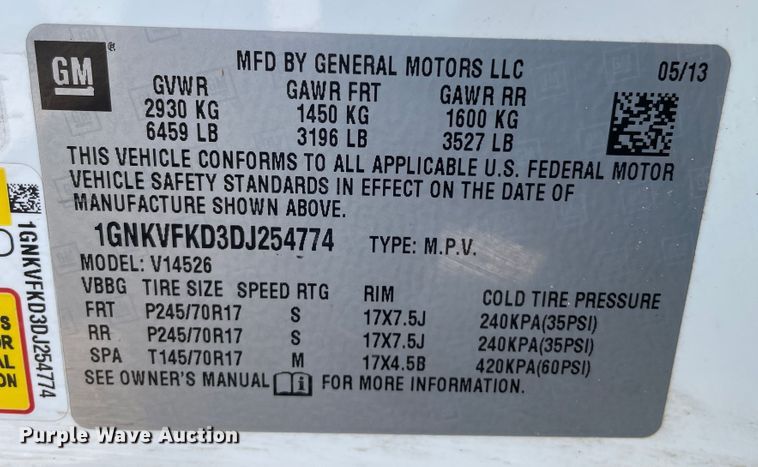 GM
®
MFD BY GENERAL MOTORS LLC 05/13
GVWR GAWR FRT GAWR RR
2930 KG 1450 KG 1600 KG
6459 LB 3196 LB 3527 LB
THIS VEHICLE CONFORMS TO ALL APPLICABLE U.S. FEDERAL MOTOR
VEHICLE SAFETY STANDARDS IN EFFECT ON THE DATE OF
MANUFACTURE SHOWN ABOVE.
1GNKVFKD3DJ254774 TYPE: M.P.V.
MODEL: V14526
VBBG TIRE SIZE SPEED RTG RIM COLD TIRE PRESSURE
FRT P245/70R17 S 17X7.5J 240KPA(35PSI)
RR P245/70R17 S 17X7.5J 240KPA(35PSI)
SPA T145/70R17 M 17X4.5B 420KPA(60PSI)
SEE OWNER'S MANUAL i FOR MORE INFORMATION.
1GNKVFKD3DJ254774
S
R
AL
ON
Purple Wave Auction